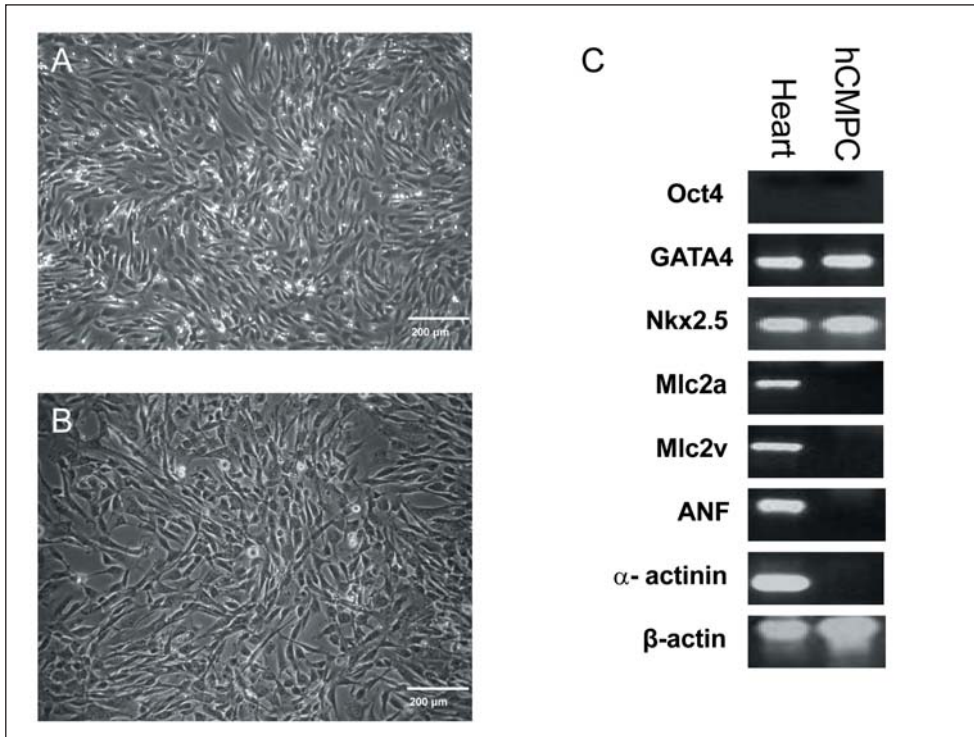 A
200 µm
B
200 µm
C
Heart
hCMPC
Oct4
GATA4
Nkx2.5
Mlc2a
Mlc2v
ANF
α- actinin
β-actin